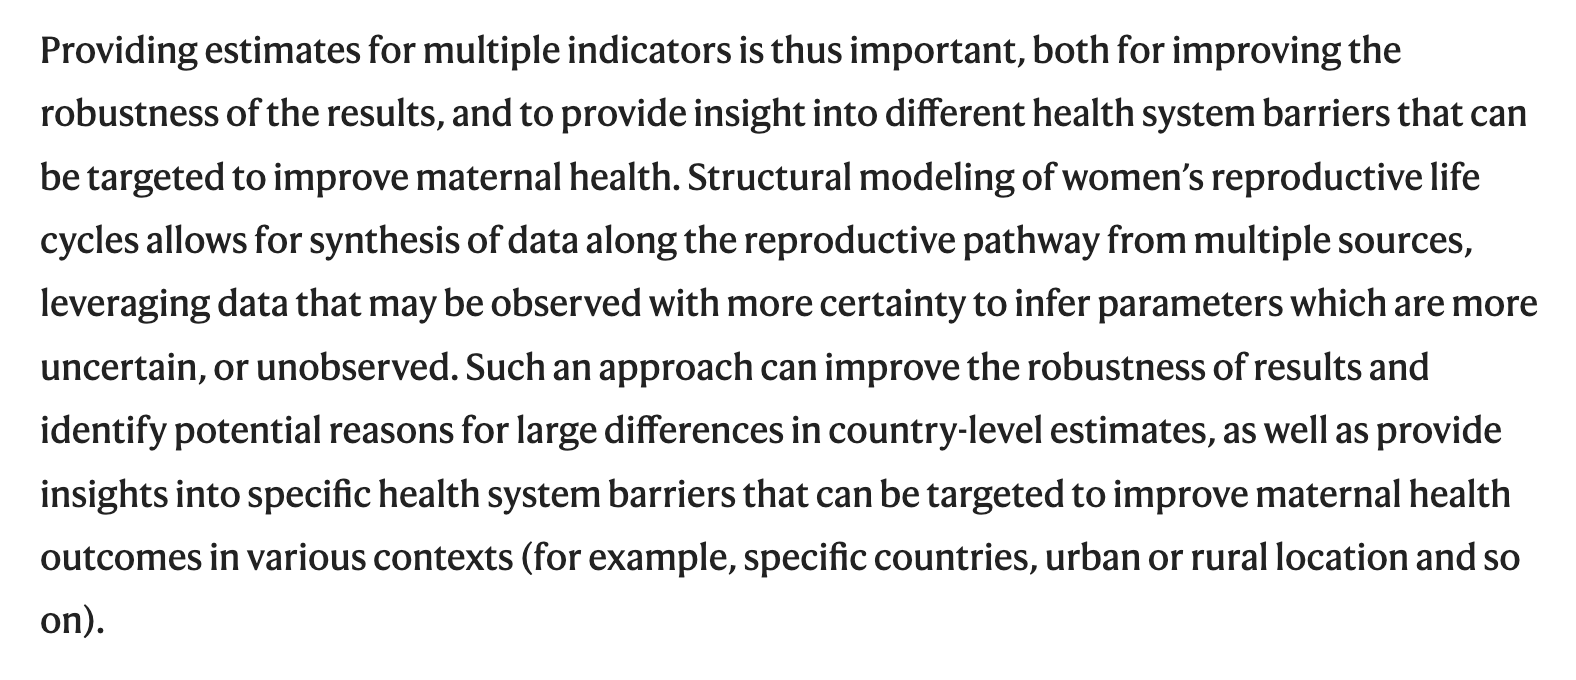 Providing estimates for multiple indicators is thus important, both for improving the
robustness of the results, and to provide insight into different health system barriers that can
be targeted to improve maternal health. Structural modeling of women’s reproductive life
cycles allows for synthesis of data along the reproductive pathway from multiple sources,
leveraging data that may be observed with more certainty to infer parameters which are more
uncertain, or unobserved. Such an approach can improve the robustness of results and
identify potential reasons for large differences in country-level estimates, as well as provide
insights into specific health system barriers that can be targeted to improve maternal health
outcomes in various contexts (for example, specific countries, urban or rural location and so
on).